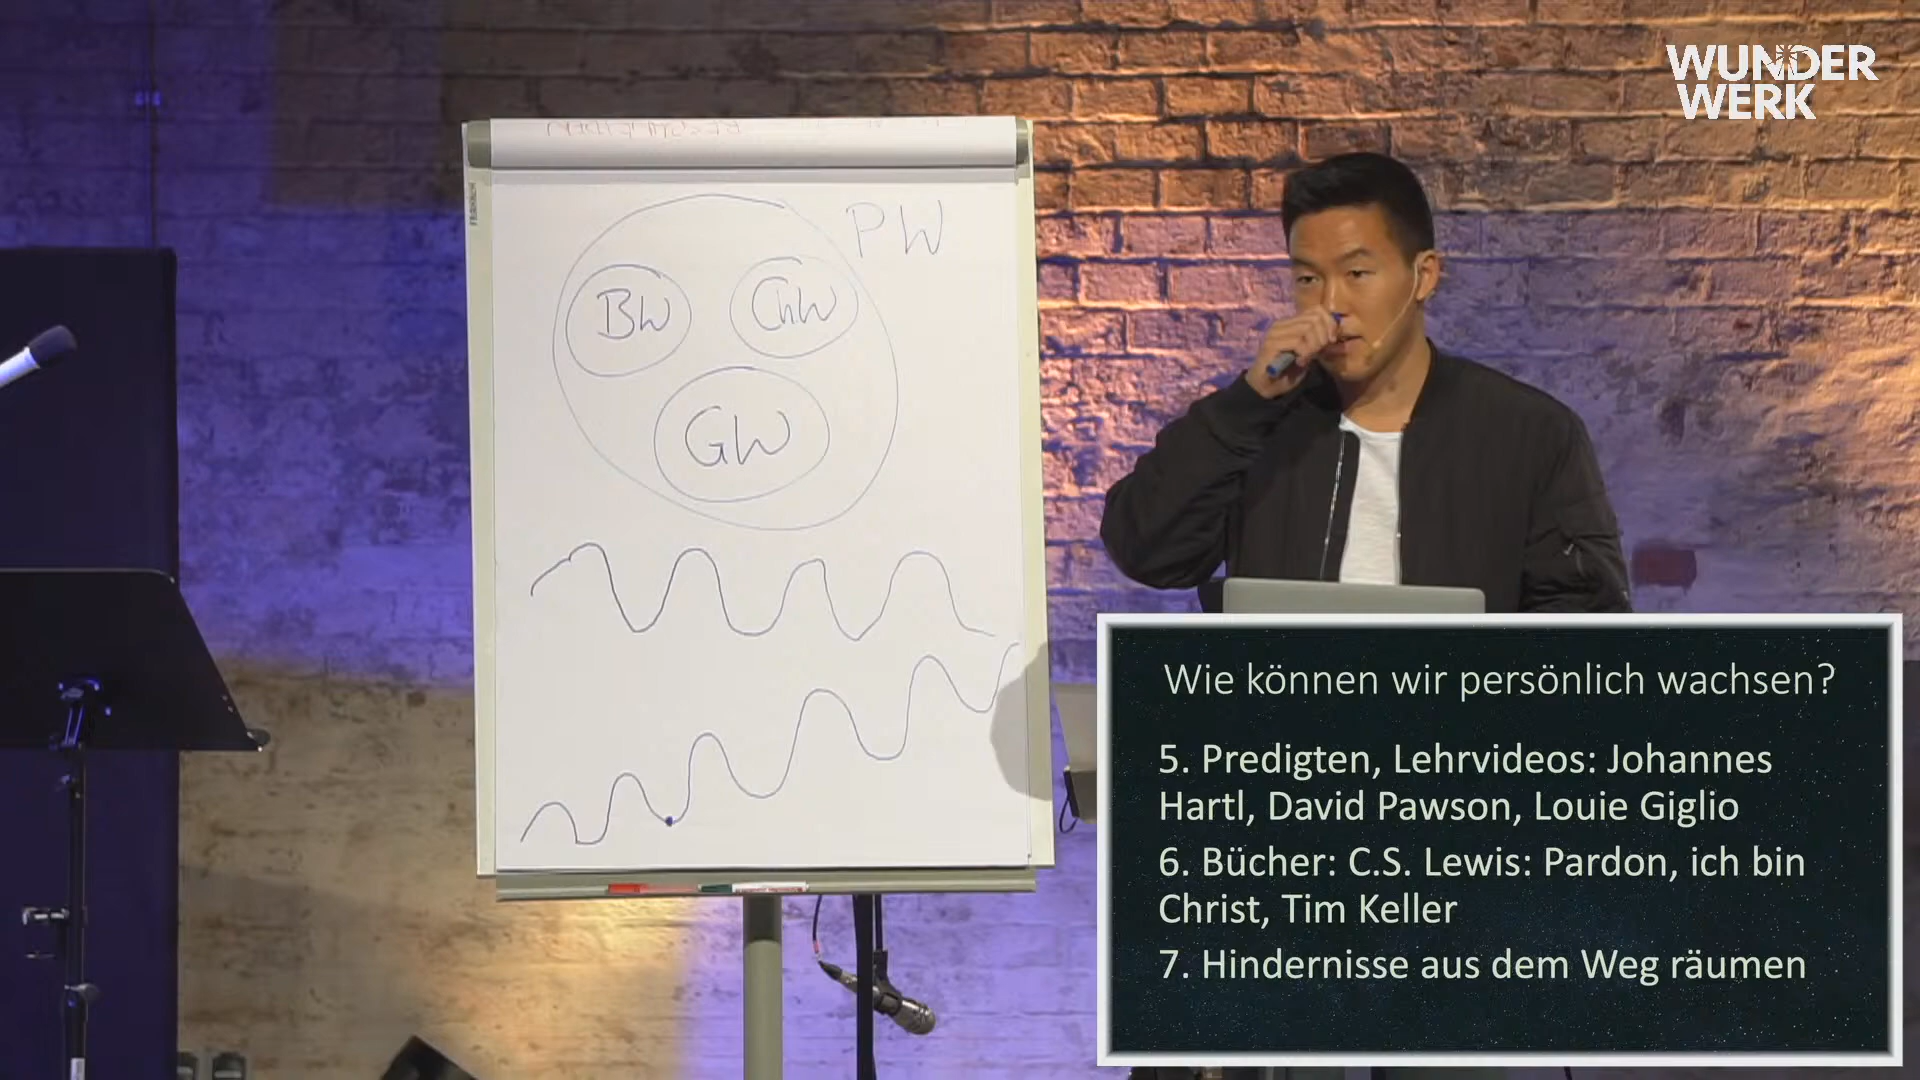 WUNDER
WERK
PW
BW
ChW
GW
Wie können wir persönlich wachsen?
5. Predigten, Lehrvideos: Johannes
Hartl, David Pawson, Louie Giglio
6. Bücher: C.S. Lewis: Pardon, ich bin
Christ, Tim Keller
7. Hindernisse aus dem Weg räumen